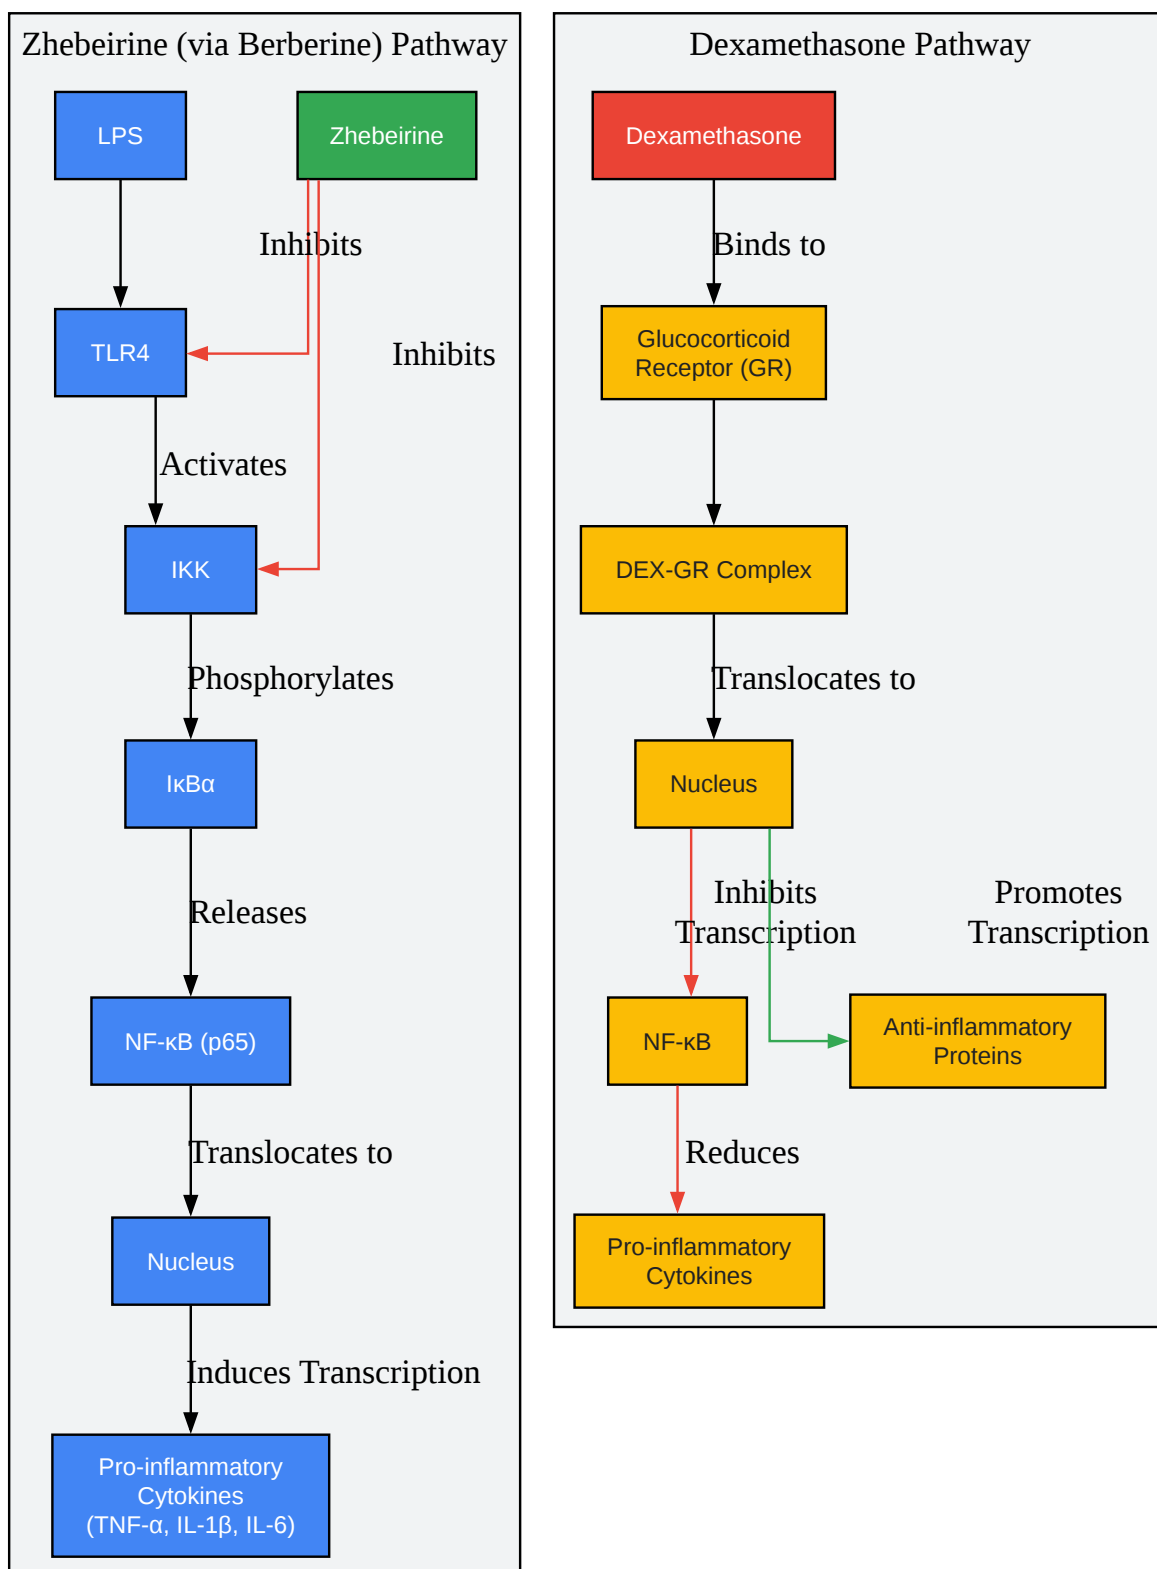 Zhebeirine (via Berberine) Pathway
LPS
Zhebeirine
Inhibits
TLR4
Inhibits
Activates
IKK
Phosphorylates
IκBα
Releases
NF-κB (p65)
Translocates to
Nucleus
Induces Transcription
Pro-inflammatory
Cytokines
(TNF-α, IL-1β, IL-6)
Dexamethasone Pathway
Dexamethasone
Binds to
Glucocorticoid
Receptor (GR)
DEX-GR Complex
Translocates to
Nucleus
Inhibits
Transcription
Promotes
Transcription
NF-κB
Anti-inflammatory
Proteins
Reduces
Pro-inflammatory
Cytokines